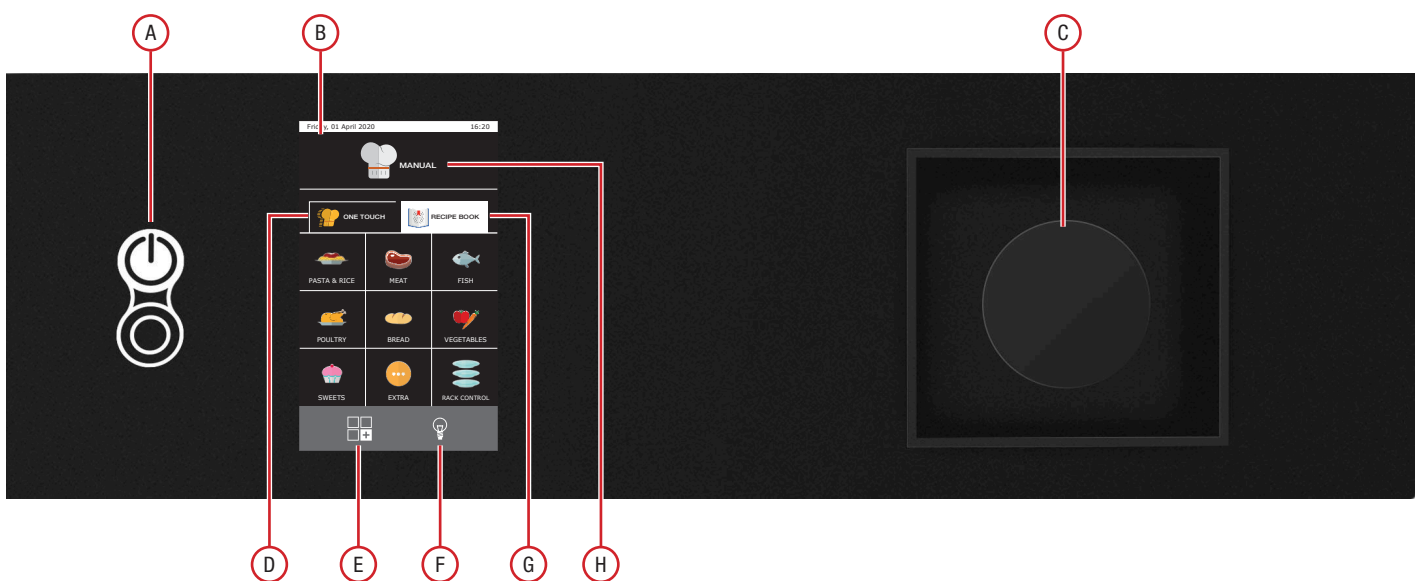 A B C
Friday, 01 April 2020 16:20
MANUAL
ONE TOUCH RECIPE BOOK
PASTA & RICE MEAT FISH
POULTRY BREAD VEGETABLES
SWEETS EXTRA RACK CONTROL
D E F G H